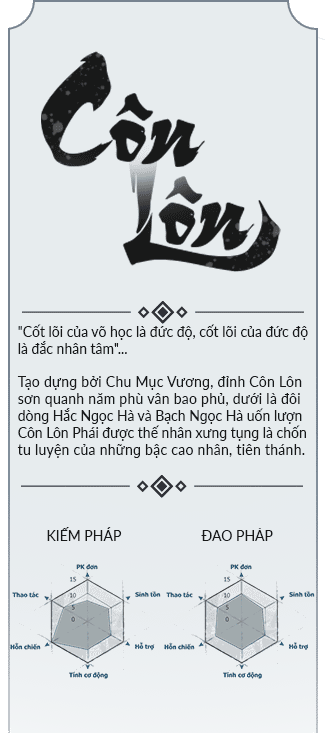 Côn
Lôn
"Cốt lõi của võ học là đức độ, cốt lõi của đức độ
là đắc nhân tâm"...
Tạo dựng bởi Chu Mục Vương, đỉnh Côn Lôn
sơn quanh năm phù vân bao phủ, dưới là đôi
dòng Hắc Ngọc Hà và Bạch Ngọc Hà uốn lượn
Côn Lôn Phái được thế nhân xưng tụng là chốn
tu luyện của những bậc cao nhân, tiên thánh.
KIẾM PHÁP
ĐAO PHÁP
PK đơn
15
10
5
0
Thao tác
Sinh tồn
Hỗn chiến
Hỗ trợ
Tính cơ động
PK đơn
15
10
5
0
Thao tác
Sinh tồn
Hỗn chiến
Hỗ trợ
Tính cơ động